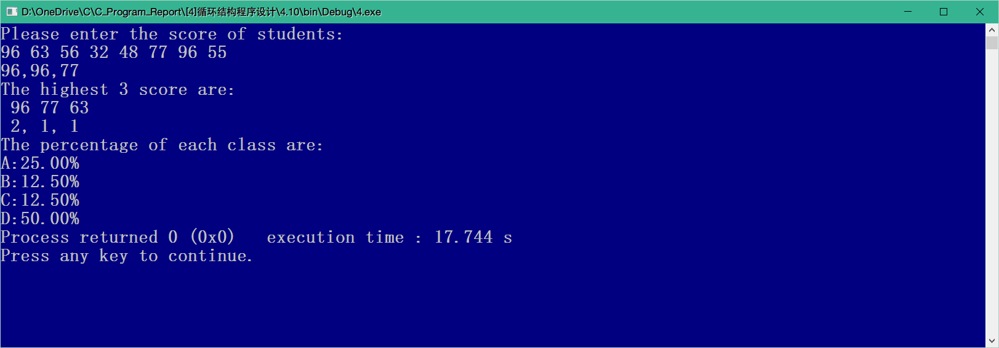 D:\OneDrive\C\C_Program_Report\[4]循环结构程序设计\4.10\bin\Debug\4.exe
Please enter the score of students:
96 63 56 32 48 77 96 55
96,96,77
The highest 3 score are:
 96 77 63
 2, 1, 1
The percentage of each class are:
A:25.00%
B:12.50%
C:12.50%
D:50.00%
Process returned 0 (0x0)   execution time : 17.744 s
Press any key to continue.